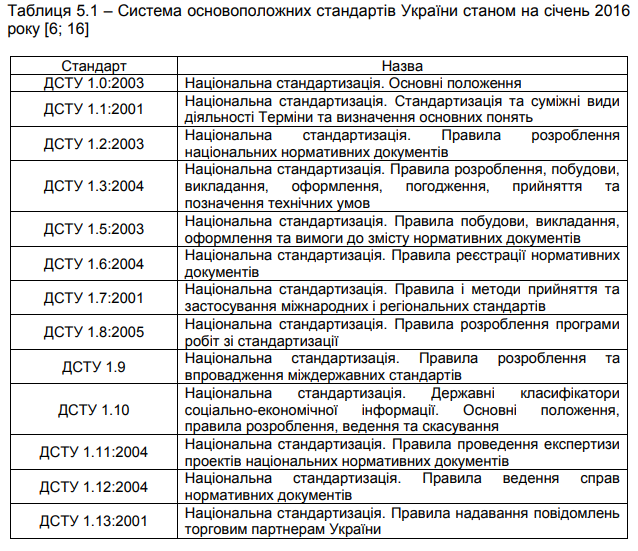 Таблиця 5.1 – Система основоположних стандартів України станом на січень 2016
року [6; 16]
Стандарт Назва
ДСТУ 1.0:2003 Національна стандартизація. Основні положення
ДСТУ 1.1:2001 Національна стандартизація. Стандартизація та суміжні види
діяльності Терміни та визначення основних понять
ДСТУ 1.2:2003 Національна стандартизація. Правила розроблення
національних нормативних документів
ДСТУ 1.3:2004 Національна стандартизація. Правила розроблення, побудови,
викладання, оформлення, погодження, прийняття та
позначення технічних умов
ДСТУ 1.5:2003 Національна стандартизація. Правила побудови, викладання,
оформлення та вимоги до змісту нормативних документів
ДСТУ 1.6:2004 Національна стандартизація. Правила реєстрації нормативних
документів
ДСТУ 1.7:2001 Національна стандартизація. Правила і методи прийняття та
застосування міжнародних і регіональних стандартів
ДСТУ 1.8:2005 Національна стандартизація. Правила розроблення програми
робіт зі стандартизації
ДСТУ 1.9 Національна стандартизація. Правила розроблення та
впровадження міждержавних стандартів
ДСТУ 1.10 Національна стандартизація. Державні класифікатори
соціально-економічної інформації. Основні положення,
правила розроблення, ведення та скасування
ДСТУ 1.11:2004 Національна стандартизація. Правила проведення експертизи
проектів національних нормативних документів
ДСТУ 1.12:2004 Національна стандартизація. Правила ведення справ
нормативних документів
ДСТУ 1.13:2001 Національна стандартизація. Правила надавання повідомлень
торговим партнерам України